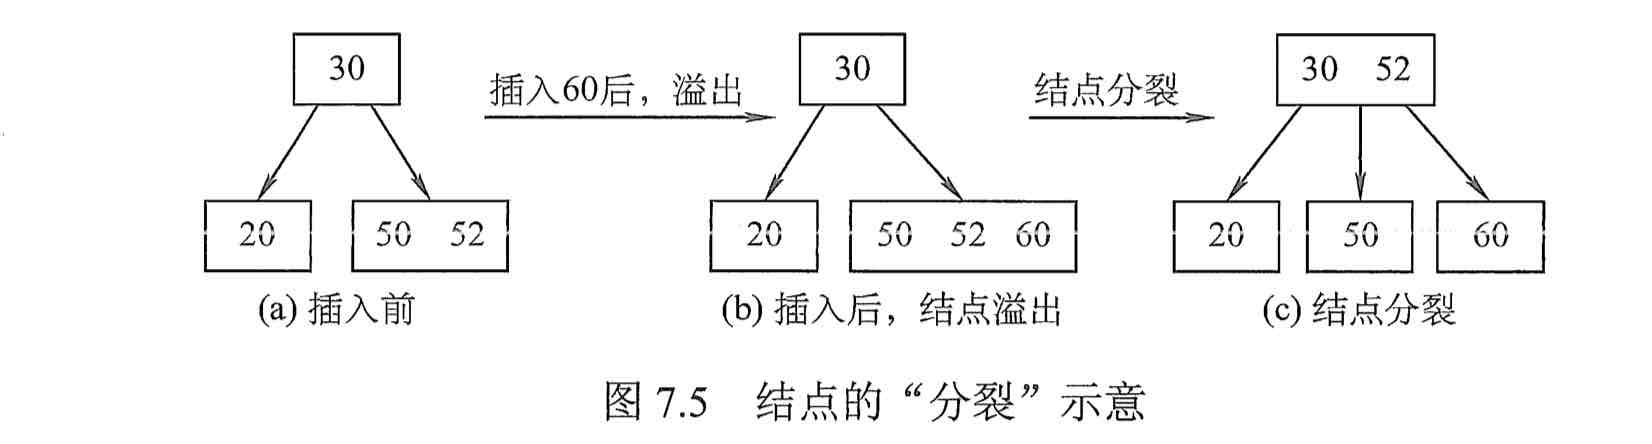 30 插入60后，溢出 30 结点分裂 30 52
20 50 52 20 50 52 60 20 50 60
(a) 插入前 (b) 插入后，结点溢出 (c) 结点分裂
图 7.5 结点的“分裂”示意